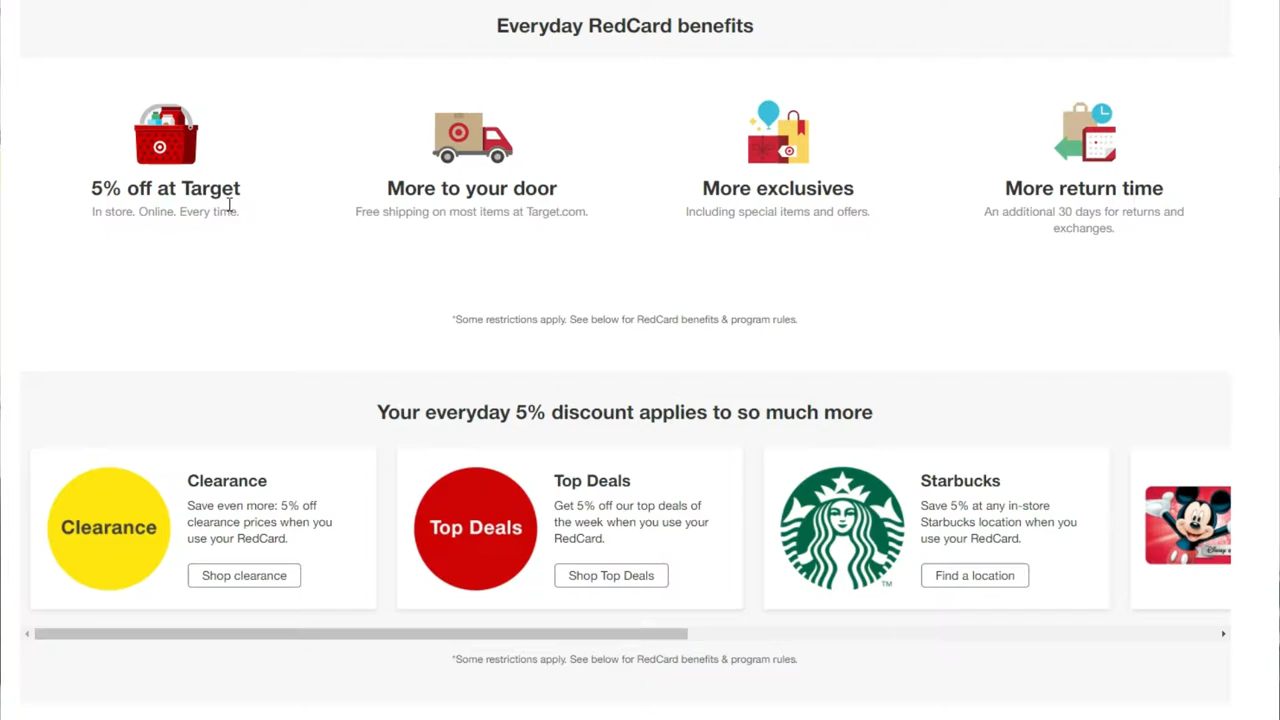 Everyday RedCard benefits
5% off at Target
In store. Online. Every time.
More to your door
Free shipping on most items at Target.com.
More exclusives
Including special items and offers.
More return time
An additional 30 days for returns and
exchanges.
*Some restrictions apply. See below for RedCard benefits & program rules.
Your everyday 5% discount applies to so much more
Clearance
Clearance
Save even more: 5% off
clearance prices when you
use your RedCard.
Shop clearance
Top Deals
Top Deals
Get 5% off our top deals of
the week when you use your
RedCard.
Shop Top Deals
TM
Starbucks
Save 5% at any in-store
Starbucks location when you
use your RedCard.
Find a location
*Some restrictions apply. See below for RedCard benefits & program rules.